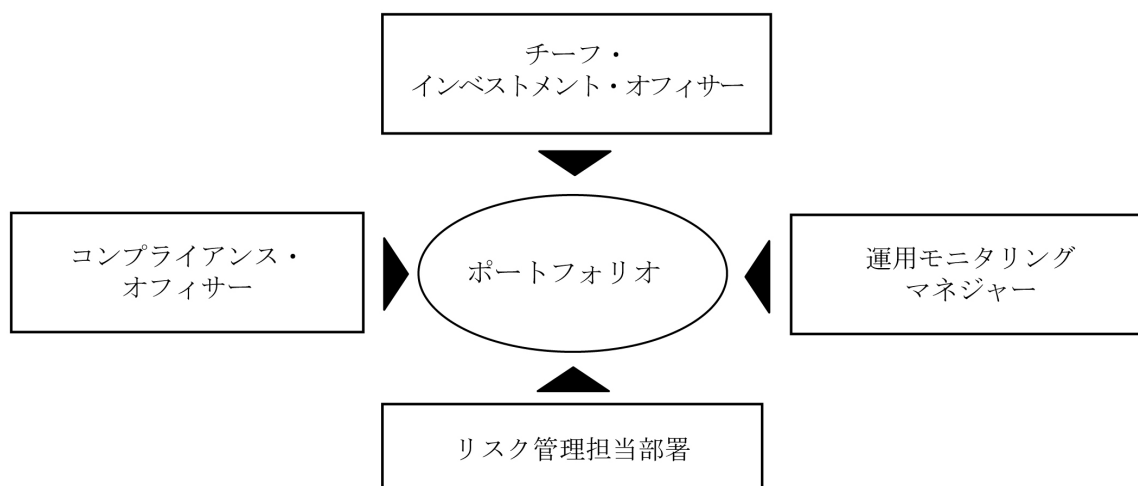 チーフ・
インベストメント・オフィサー
コンプライアンス・
オフィサー
ポートフォリオ
運用モニタリング
マネジャー
リスク管理担当部署